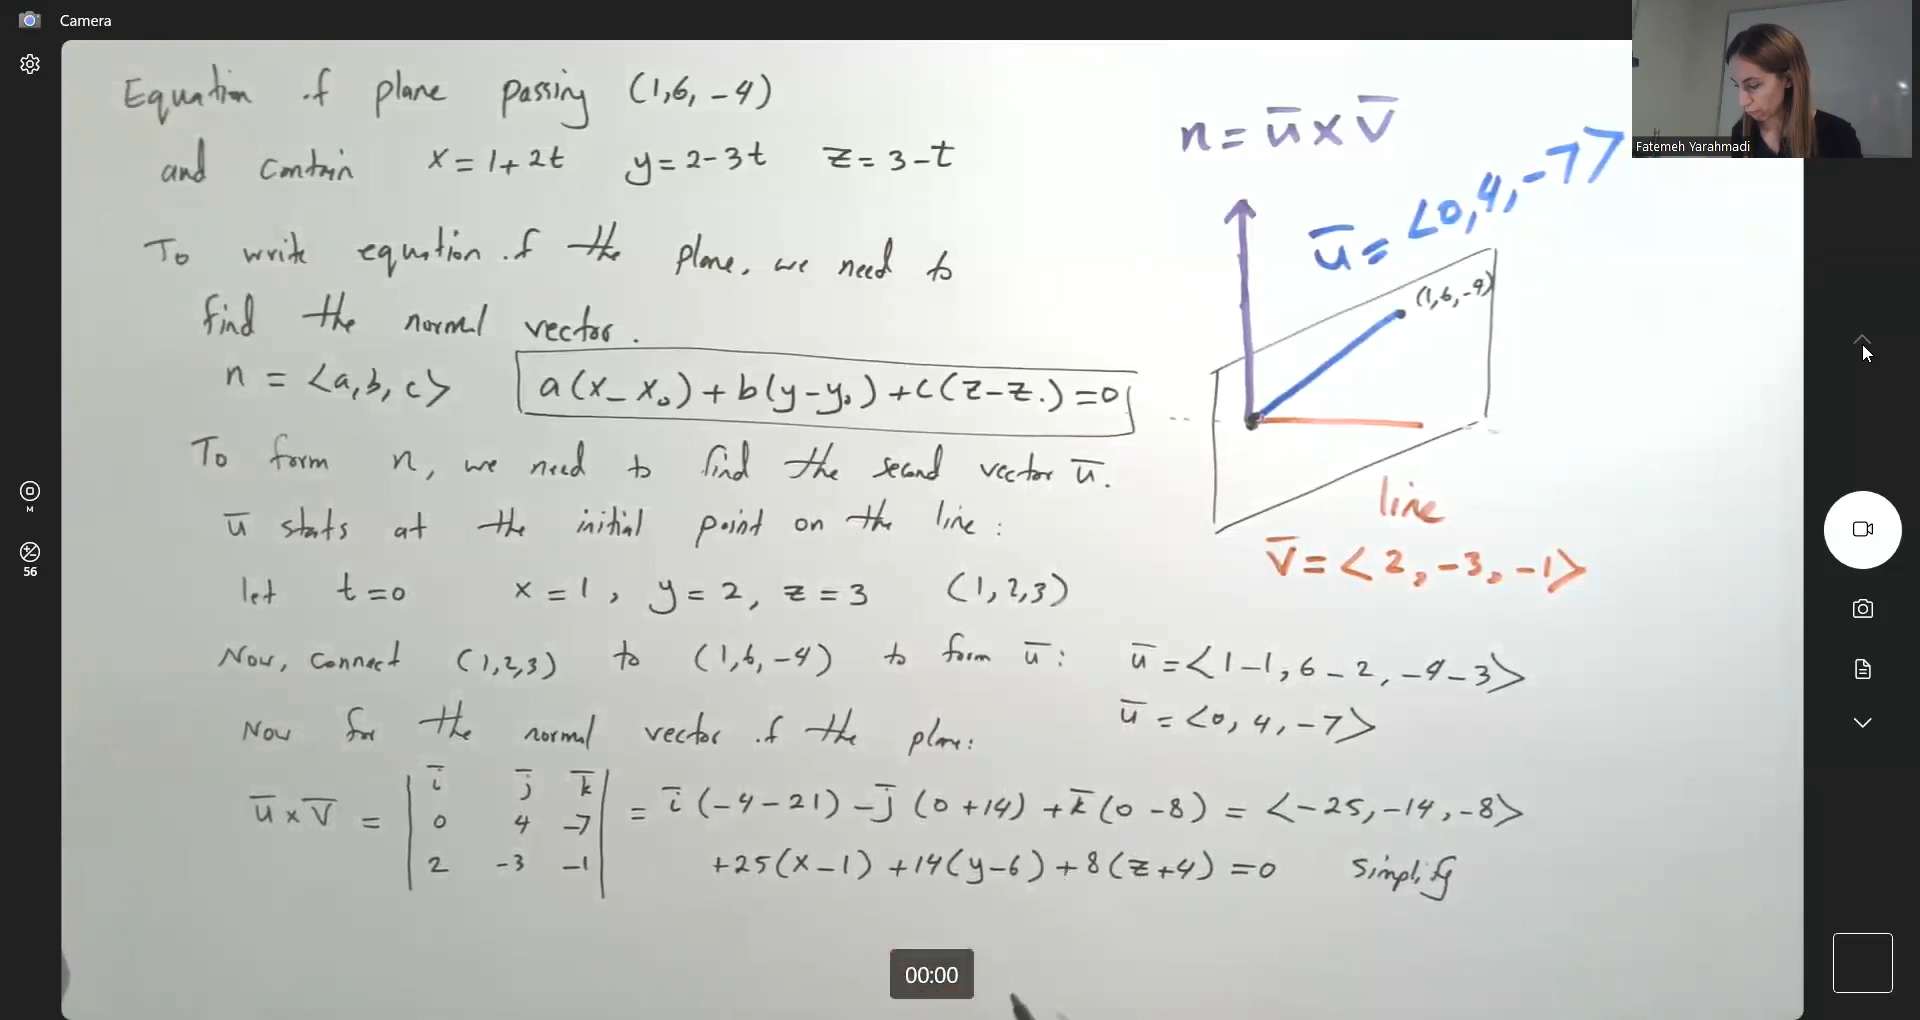 Camera
Equation of plane passing (1,6,-4)
and contain x=1+2t y=2-3t z=3-t
To write equation of the plane, we need to
find the normal vector.
n = <a,b,c> a(x-x₀)+b(y-y₀)+c(z-z₀)=0
To form n, we need to find the second vector u̅.
u̅ starts at the initial point on the line:
let t=0 x=1, y=2, z=3 (1,2,3)
Now, connect (1,2,3) to (1,6,-4) to form u̅: u̅=<1-1,6-2,-4-3>
u̅=<0,4,-7>
Now for the normal vector of the plane:
u̅×v̅ = | i̅ j̅ k̅ |
| 0 4 -7 |
| 2 -3 -1 |
= i̅(-4-21)-j̅(0+14)+k̅(0-8) = <-25,-14,-8>
+25(x-1)+14(y-6)+8(z+4)=0 Simplify
n=u̅×v̅
u̅=<0,4,-7>
(1,6,-4)
line
v̅=<2,-3,-1>
Fatemeh Yarahmadi
M
56
00:00